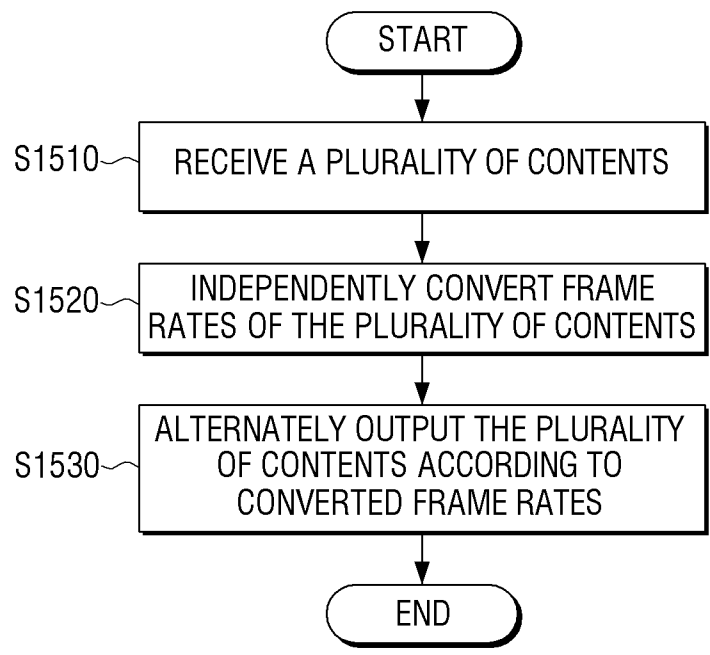 START
S1510
RECEIVE A PLURALITY OF CONTENTS
S1520
INDEPENDENTLY CONVERT FRAME
RATES OF THE PLURALITY OF CONTENTS
S1530
ALTERNATELY OUTPUT THE PLURALITY
OF CONTENTS ACCORDING TO
CONVERTED FRAME RATES
END